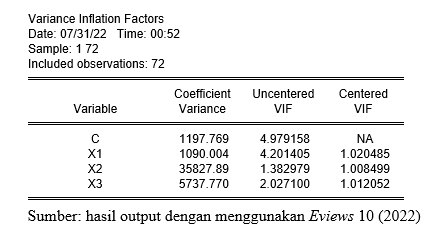 Variance Inflation Factors
Date: 07/31/22 Time: 00:52
Sample: 1 72
Included observations: 72
Coefficient Uncentered Centered
Variable Variance VIF VIF
C 1197.769 4.979158 NA
X1 1090.004 4.201405 1.020485
X2 35827.89 1.382979 1.008499
X3 5737.770 2.027100 1.012052
Sumber: hasil output dengan menggunakan Eviews 10 (2022)